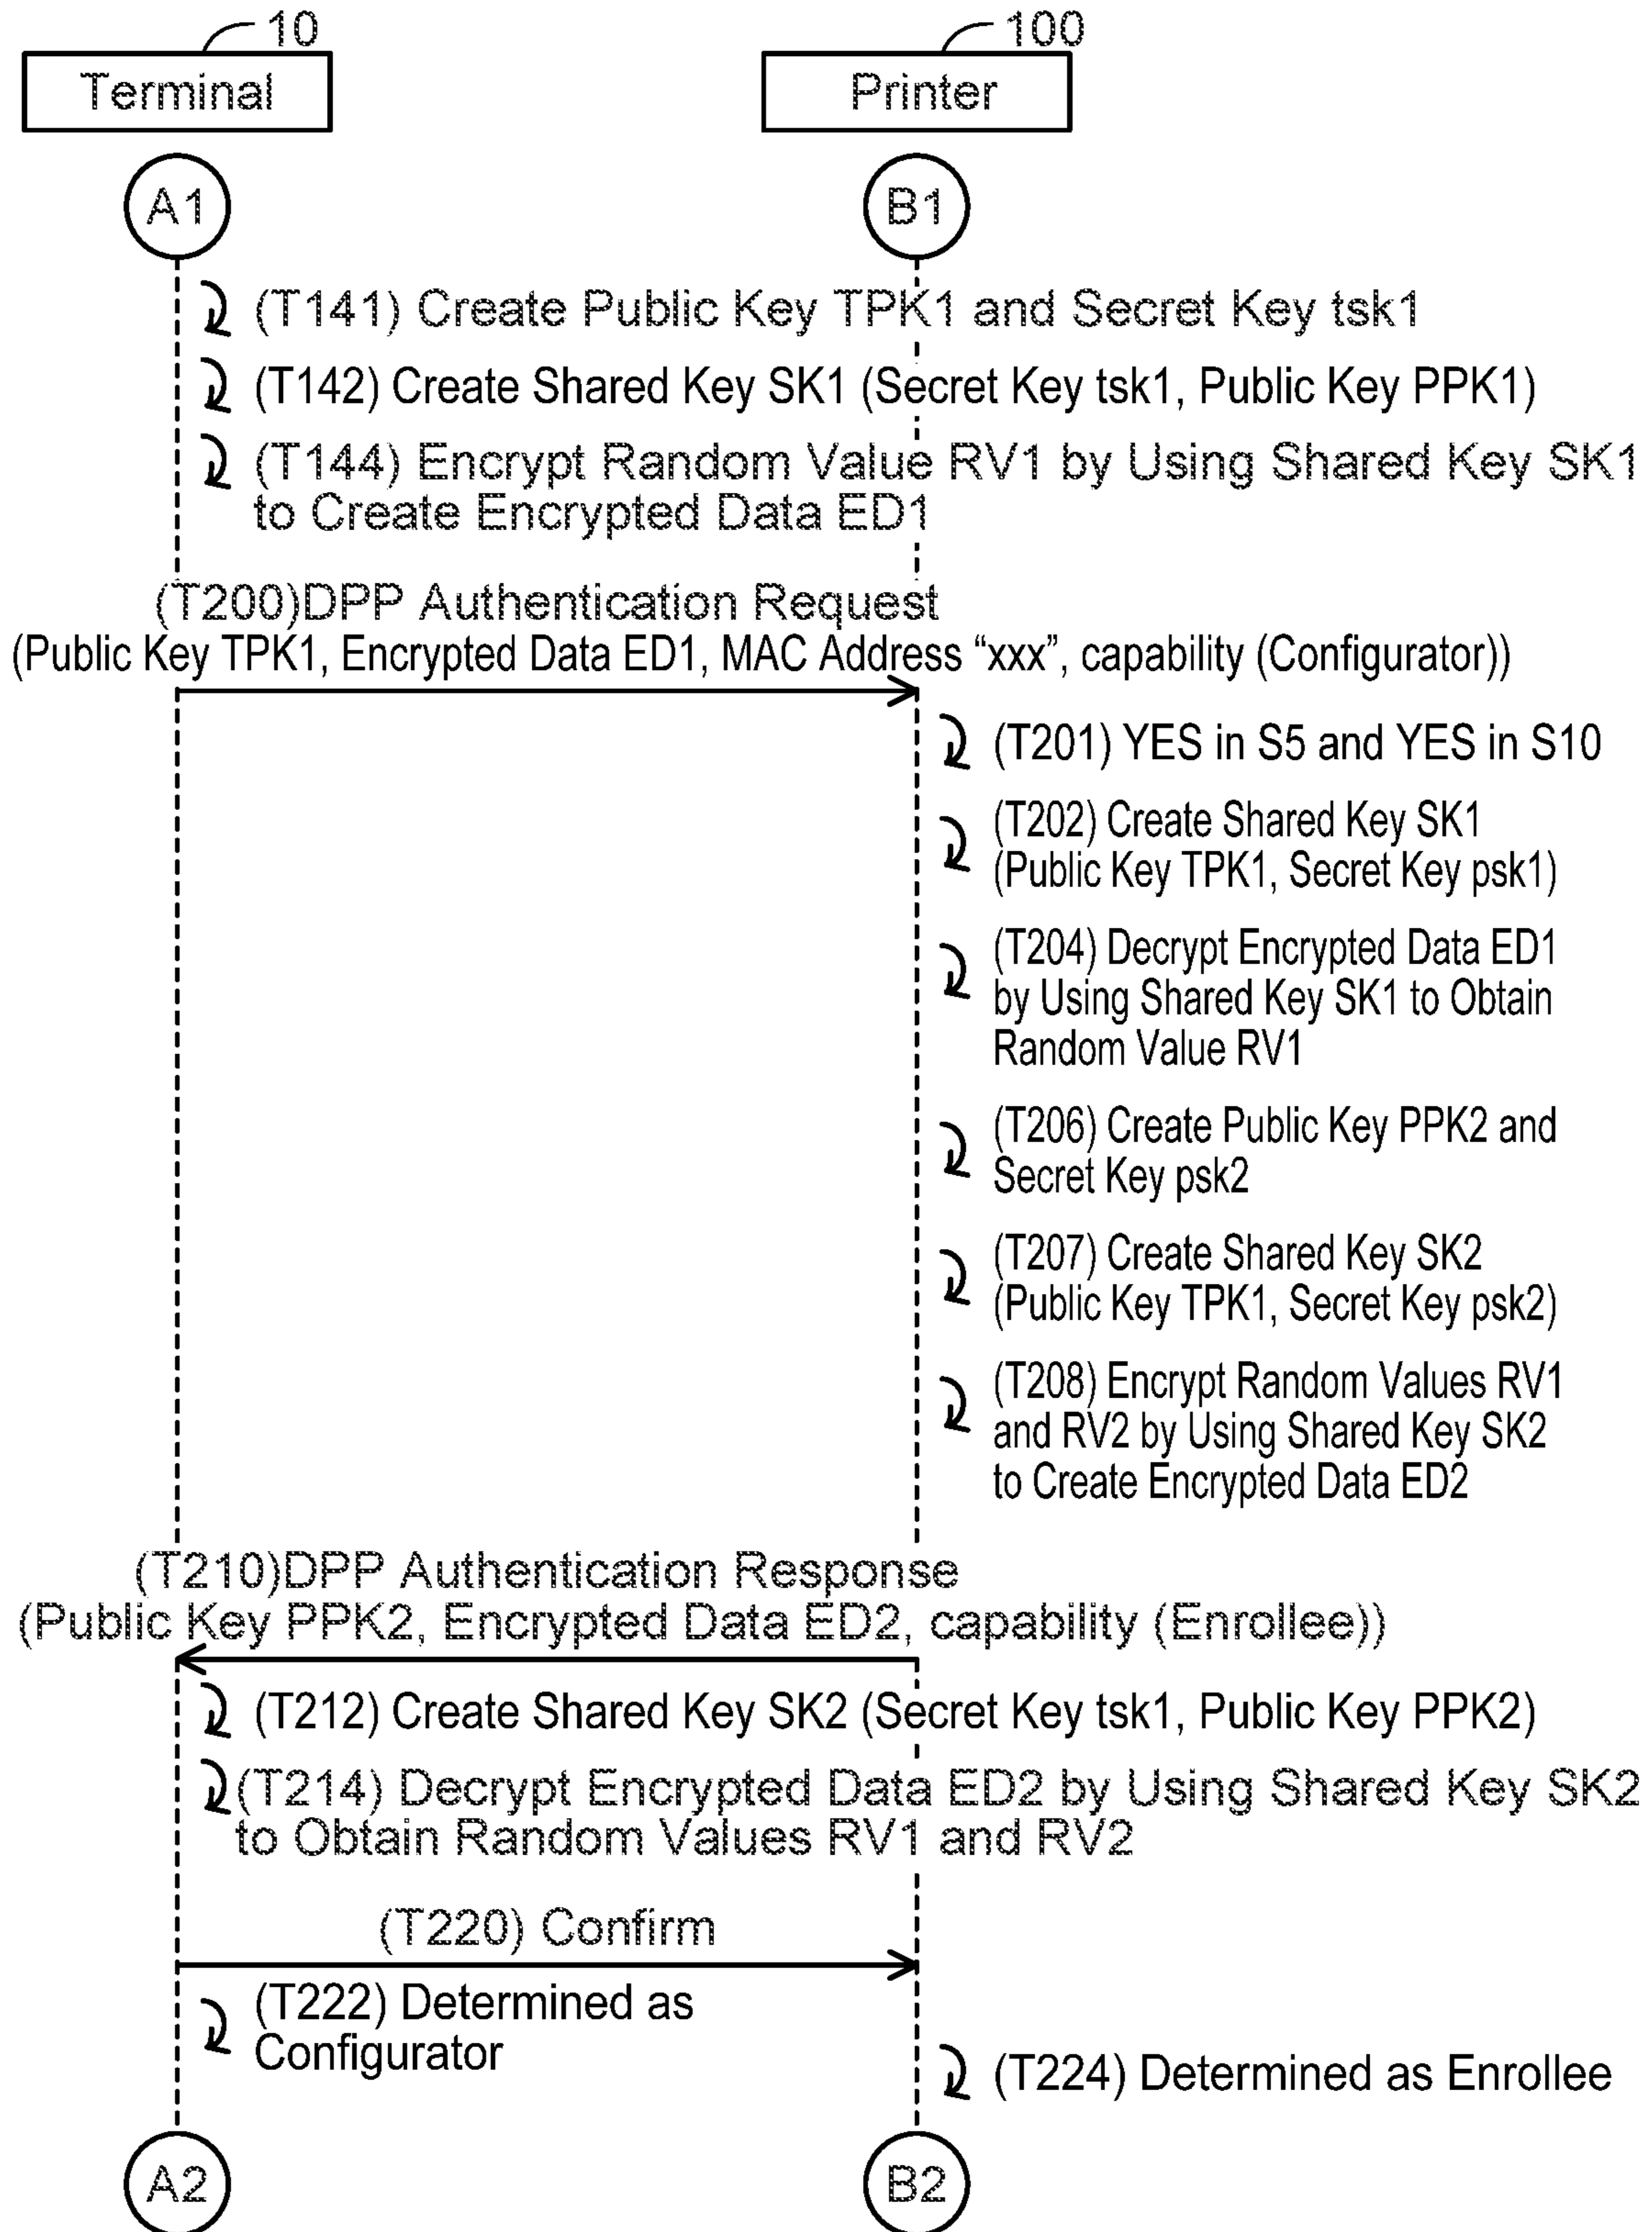 10
100
Terminal
Printer
A1
B1
(T141) Create Public Key TPK1 and Secret Key tsk1
(T142) Create Shared Key SK1 (Secret Key tsk1, Public Key PPK1)
(T144) Encrypt Random Value RV1 by Using Shared Key SK1
to Create Encrypted Data ED1
(T200)DPP Authentication Request
(Public Key TPK1, Encrypted Data ED1, MAC Address “xxx”, capability (Configurator))
(T201) YES in S5 and YES in S10
(T202) Create Shared Key SK1
(Public Key TPK1, Secret Key psk1)
(T204) Decrypt Encrypted Data ED1
by Using Shared Key SK1 to Obtain
Random Value RV1
(T206) Create Public Key PPK2 and
Secret Key psk2
(T207) Create Shared Key SK2
(Public Key TPK1, Secret Key psk2)
(T208) Encrypt Random Values RV1
and RV2 by Using Shared Key SK2
to Create Encrypted Data ED2
(T210)DPP Authentication Response
(Public Key PPK2, Encrypted Data ED2, capability (Enrollee))
(T212) Create Shared Key SK2 (Secret Key tsk1, Public Key PPK2)
(T214) Decrypt Encrypted Data ED2 by Using Shared Key SK2
to Obtain Random Values RV1 and RV2
(T220) Confirm
(T222) Determined as
Configurator
(T224) Determined as Enrollee
A2
B2